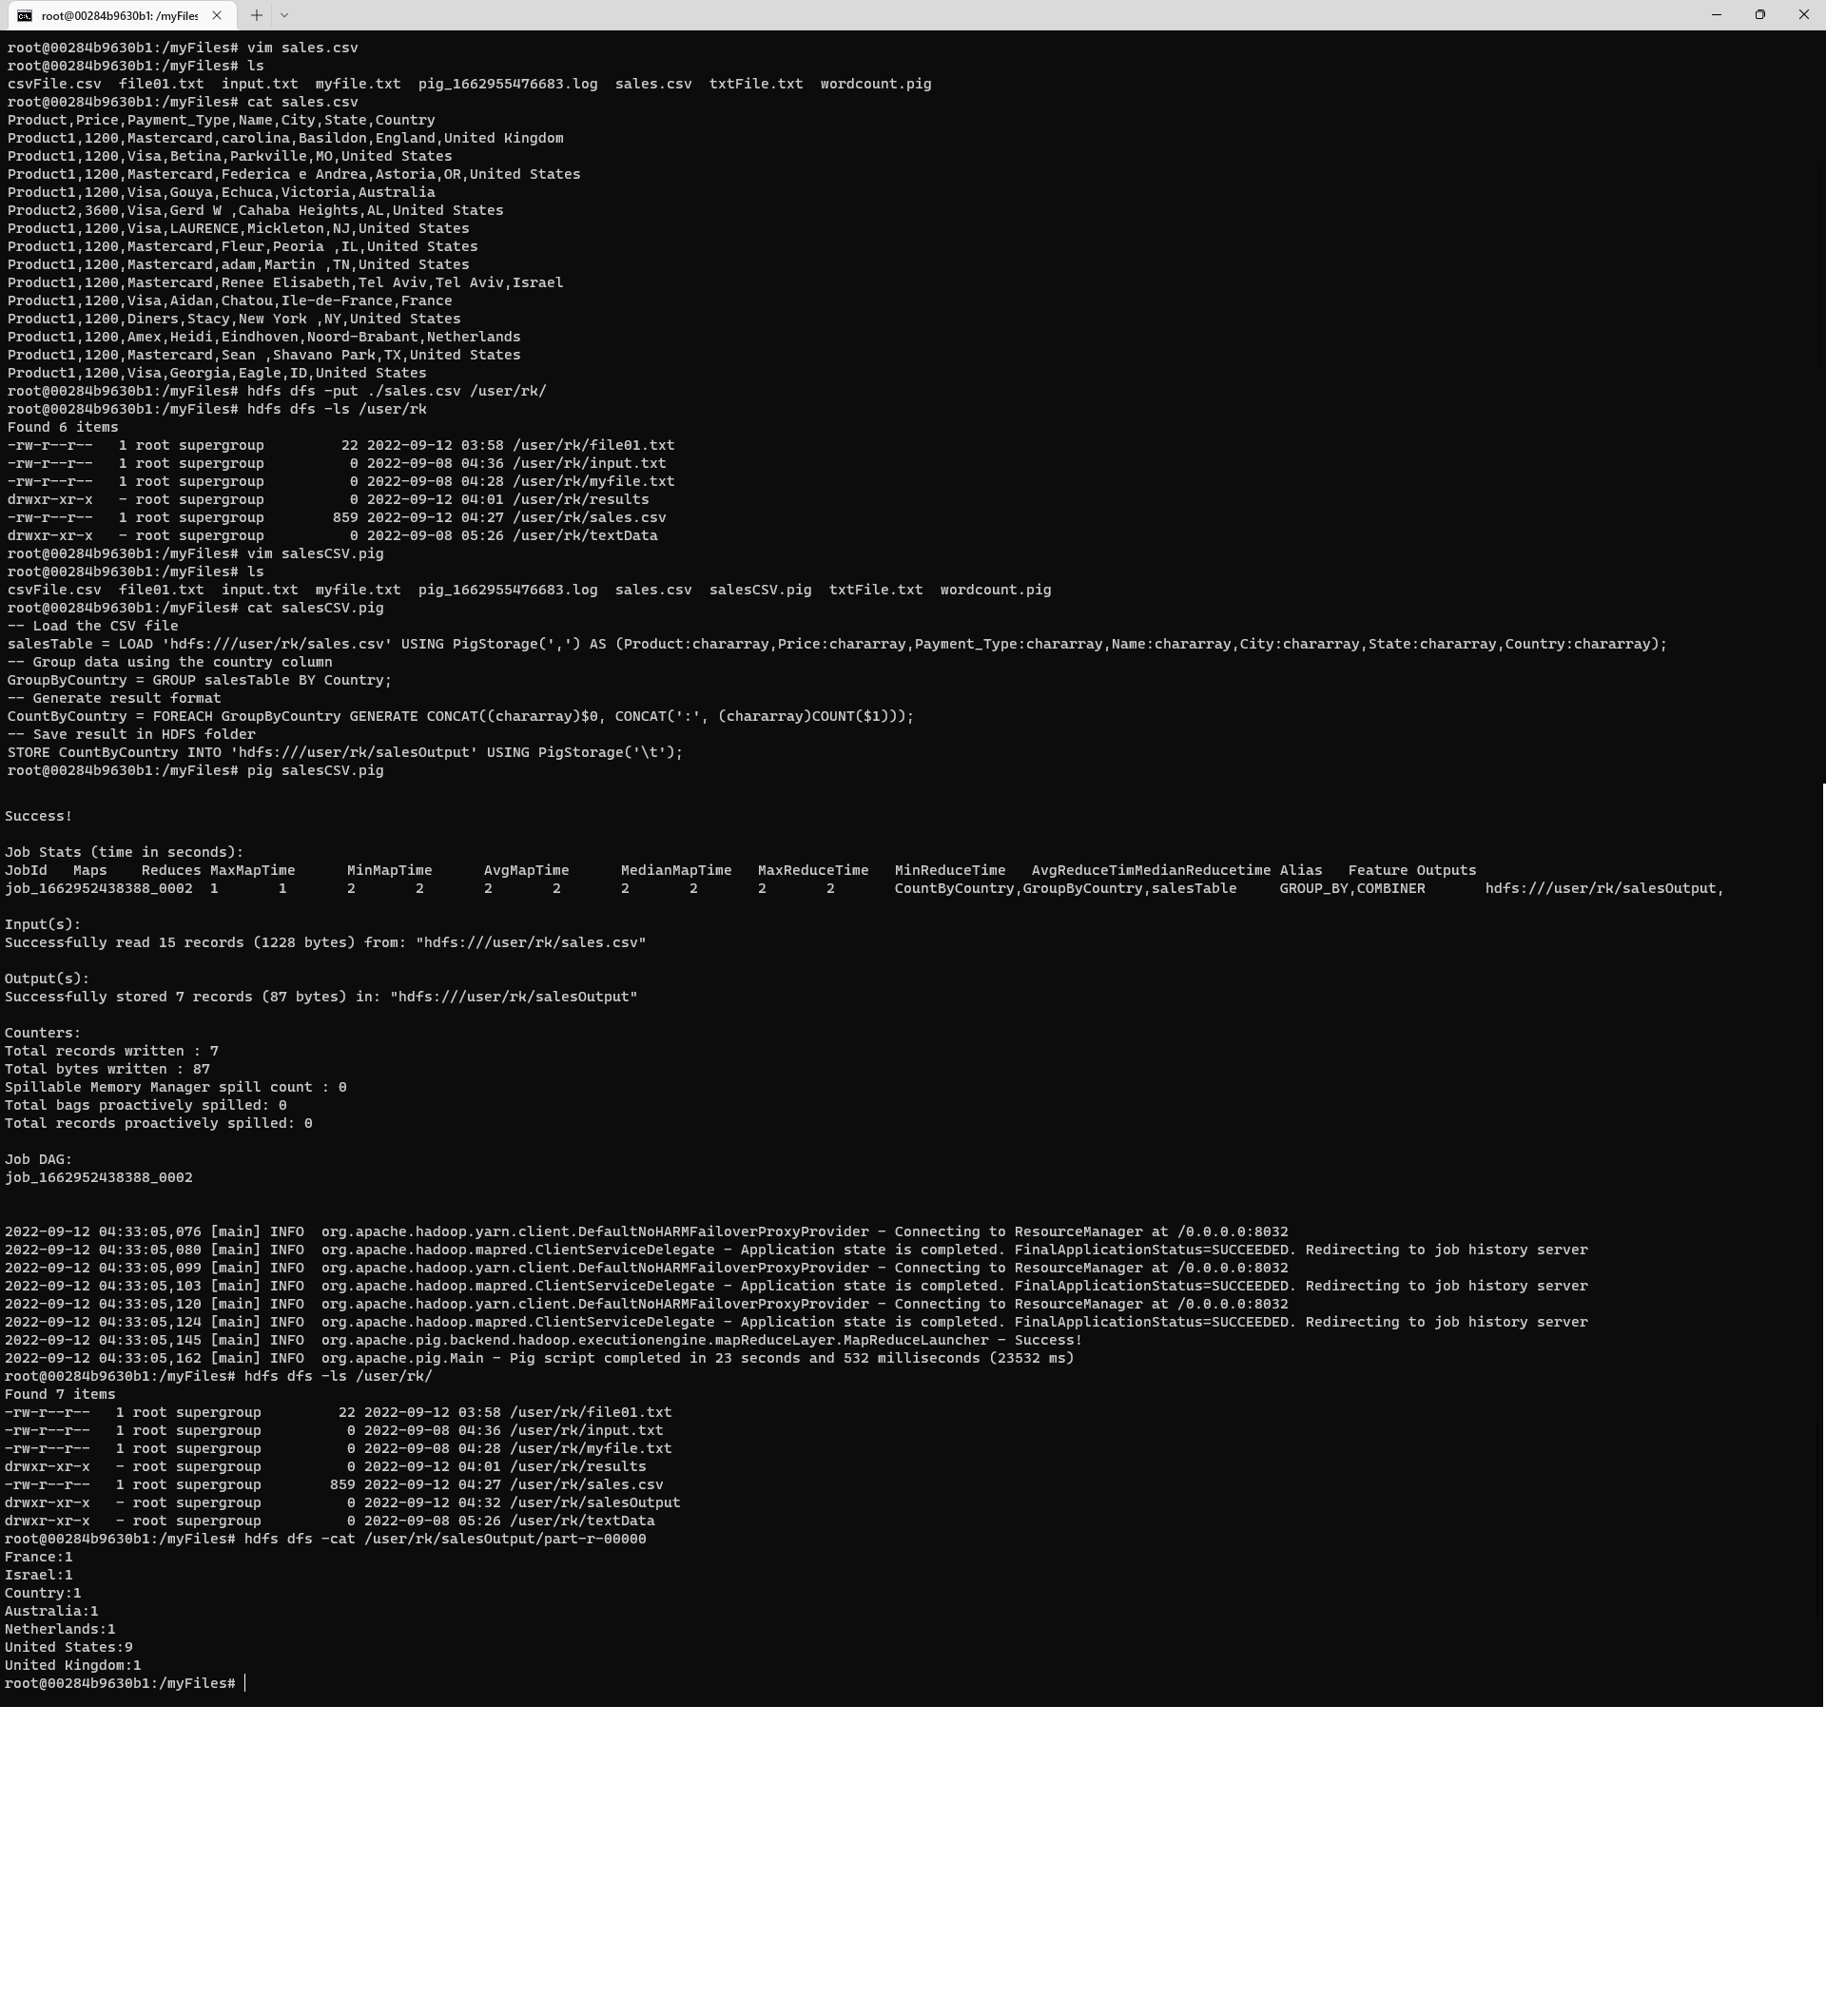 root@00284b9630b1: /myFiles
root@00284b9630b1:/myFiles# vim sales.csv
root@00284b9630b1:/myFiles# ls
csvFile.csv  file01.txt  input.txt  myfile.txt  pig_1662955476683.log  sales.csv  txtFile.txt  wordcount.pig
root@00284b9630b1:/myFiles# cat sales.csv
Product,Price,Payment_Type,Name,City,State,Country
Product1,1200,Mastercard,carolina,Basildon,England,United Kingdom
Product1,1200,Visa,Betina,Parkville,MO,United States
Product1,1200,Mastercard,Federica e Andrea,Astoria,OR,United States
Product1,1200,Visa,Gouya,Echuca,Victoria,Australia
Product2,3600,Visa,Gerd W ,Cahaba Heights,AL,United States
Product1,1200,Visa,LAURENCE,Mickleton,NJ,United States
Product1,1200,Mastercard,Fleur,Peoria ,IL,United States
Product1,1200,Mastercard,adam,Martin ,TN,United States
Product1,1200,Mastercard,Renee Elisabeth,Tel Aviv,Tel Aviv,Israel
Product1,1200,Visa,Aidan,Chatou,Ile-de-France,France
Product1,1200,Diners,Stacy,New York ,NY,United States
Product1,1200,Amex,Heidi,Eindhoven,Noord-Brabant,Netherlands
Product1,1200,Mastercard,Sean ,Shavano Park,TX,United States
Product1,1200,Visa,Georgia,Eagle,ID,United States
root@00284b9630b1:/myFiles# hdfs dfs -put ./sales.csv /user/rk/
root@00284b9630b1:/myFiles# hdfs dfs -ls /user/rk
Found 6 items
-rw-r--r--   1 root supergroup         22 2022-09-12 03:58 /user/rk/file01.txt
-rw-r--r--   1 root supergroup          0 2022-09-08 04:36 /user/rk/input.txt
-rw-r--r--   1 root supergroup          0 2022-09-08 04:28 /user/rk/myfile.txt
drwxr-xr-x   - root supergroup          0 2022-09-12 04:01 /user/rk/results
-rw-r--r--   1 root supergroup        859 2022-09-12 04:27 /user/rk/sales.csv
drwxr-xr-x   - root supergroup          0 2022-09-08 05:26 /user/rk/textData
root@00284b9630b1:/myFiles# vim salesCSV.pig
root@00284b9630b1:/myFiles# ls
csvFile.csv  file01.txt  input.txt  myfile.txt  pig_1662955476683.log  sales.csv  salesCSV.pig  txtFile.txt  wordcount.pig
root@00284b9630b1:/myFiles# cat salesCSV.pig
-- Load the CSV file
salesTable = LOAD 'hdfs:///user/rk/sales.csv' USING PigStorage(',') AS (Product:chararray,Price:chararray,Payment_Type:chararray,Name:chararray,City:chararray,State:chararray,Country:chararray);
-- Group data using the country column
GroupByCountry = GROUP salesTable BY Country;
-- Generate result format
CountByCountry = FOREACH GroupByCountry GENERATE CONCAT((chararray)$0, CONCAT(':', (chararray)COUNT($1)));
-- Save result in HDFS folder
STORE CountByCountry INTO 'hdfs:///user/rk/salesOutput' USING PigStorage('\t');
root@00284b9630b1:/myFiles# pig salesCSV.pig
Success!
Job Stats (time in seconds):
JobId   Maps    Reduces MaxMapTime      MinMapTime      AvgMapTime      MedianMapTime   MaxReduceTime   MinReduceTime   AvgReduceTimMedianReducetime Alias   Feature Outputs
job_1662952438388_0002  1       1       2       2       2       2       2       2       2       2       CountByCountry,GroupByCountry,salesTable     GROUP_BY,COMBINER       hdfs:///user/rk/salesOutput,
Input(s):
Successfully read 15 records (1228 bytes) from: "hdfs:///user/rk/sales.csv"
Output(s):
Successfully stored 7 records (87 bytes) in: "hdfs:///user/rk/salesOutput"
Counters:
Total records written : 7
Total bytes written : 87
Spillable Memory Manager spill count : 0
Total bags proactively spilled: 0
Total records proactively spilled: 0
Job DAG:
job_1662952438388_0002
2022-09-12 04:33:05,076 [main] INFO  org.apache.hadoop.yarn.client.DefaultNoHARMFailoverProxyProvider - Connecting to ResourceManager at /0.0.0.0:8032
2022-09-12 04:33:05,080 [main] INFO  org.apache.hadoop.mapred.ClientServiceDelegate - Application state is completed. FinalApplicationStatus=SUCCEEDED. Redirecting to job history server
2022-09-12 04:33:05,099 [main] INFO  org.apache.hadoop.yarn.client.DefaultNoHARMFailoverProxyProvider - Connecting to ResourceManager at /0.0.0.0:8032
2022-09-12 04:33:05,103 [main] INFO  org.apache.hadoop.mapred.ClientServiceDelegate - Application state is completed. FinalApplicationStatus=SUCCEEDED. Redirecting to job history server
2022-09-12 04:33:05,120 [main] INFO  org.apache.hadoop.yarn.client.DefaultNoHARMFailoverProxyProvider - Connecting to ResourceManager at /0.0.0.0:8032
2022-09-12 04:33:05,124 [main] INFO  org.apache.hadoop.mapred.ClientServiceDelegate - Application state is completed. FinalApplicationStatus=SUCCEEDED. Redirecting to job history server
2022-09-12 04:33:05,145 [main] INFO  org.apache.pig.backend.hadoop.executionengine.mapReduceLayer.MapReduceLauncher - Success!
2022-09-12 04:33:05,162 [main] INFO  org.apache.pig.Main - Pig script completed in 23 seconds and 532 milliseconds (23532 ms)
root@00284b9630b1:/myFiles# hdfs dfs -ls /user/rk/
Found 7 items
-rw-r--r--   1 root supergroup         22 2022-09-12 03:58 /user/rk/file01.txt
-rw-r--r--   1 root supergroup          0 2022-09-08 04:36 /user/rk/input.txt
-rw-r--r--   1 root supergroup          0 2022-09-08 04:28 /user/rk/myfile.txt
drwxr-xr-x   - root supergroup          0 2022-09-12 04:01 /user/rk/results
-rw-r--r--   1 root supergroup        859 2022-09-12 04:27 /user/rk/sales.csv
drwxr-xr-x   - root supergroup          0 2022-09-12 04:32 /user/rk/salesOutput
drwxr-xr-x   - root supergroup          0 2022-09-08 05:26 /user/rk/textData
root@00284b9630b1:/myFiles# hdfs dfs -cat /user/rk/salesOutput/part-r-00000
France:1
Israel:1
Country:1
Australia:1
Netherlands:1
United States:9
United Kingdom:1
root@00284b9630b1:/myFiles#